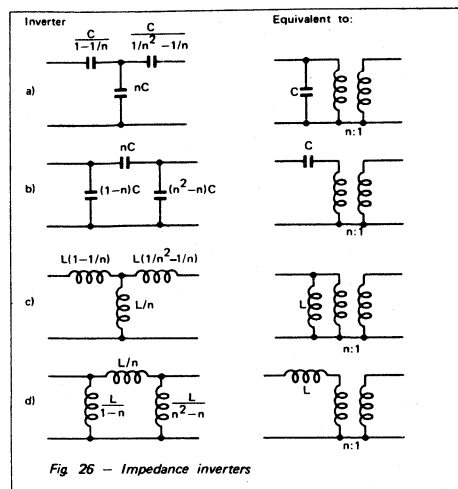 Inverter
Equivalent to:
C
1−1/n
C
1/n² −1/n
a)
nC
C
n:1
b)
nC
(1−n)C
(n²−n)C
C
n:1
c)
L(1−1/n)
L(1/n²−1/n)
L/n
L
n:1
d)
L/n
L
1−n
L
n²−n
L
n:1
Fig. 26 − Impedance inverters